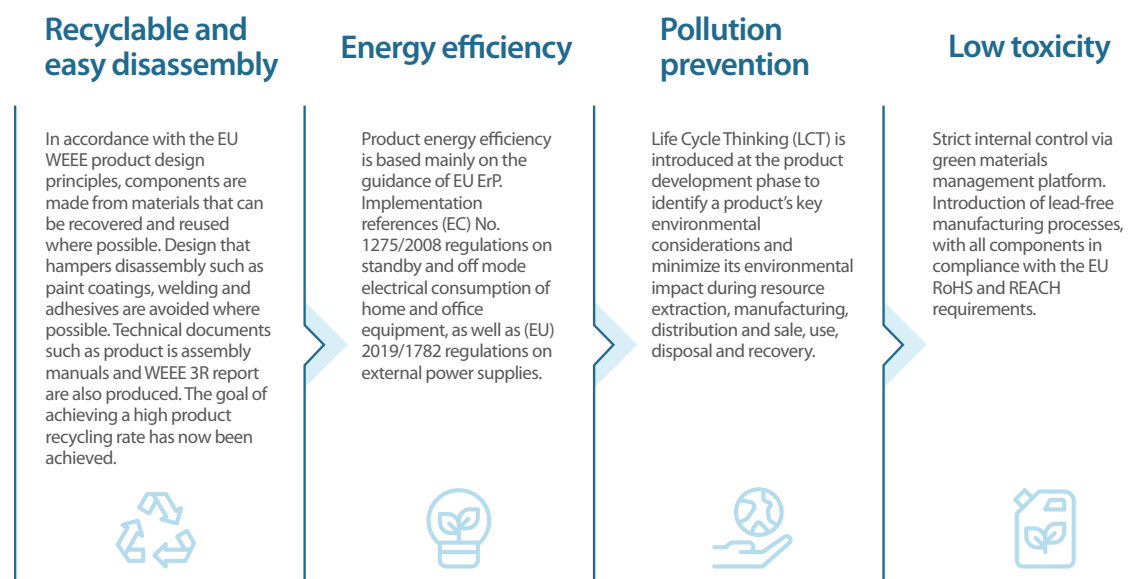 Recyclable and
easy disassembly
In accordance with the EU
WEEE product design
principles, components are
made from materials that can
be recovered and reused
where possible. Design that
hampers disassembly such as
paint coatings, welding and
adhesives are avoided where
possible. Technical documents
such as product is assembly
manuals and WEEE 3R report
are also produced. The goal of
achieving a high product
recycling rate has now been
achieved.
Energy efficiency
Product energy efficiency
is based mainly on the
guidance of EU ErP.
Implementation
references (EC) No.
1275/2008 regulations on
standby and off mode
electrical consumption of
home and office
equipment, as well as (EU)
2019/1782 regulations on
external power supplies.
Pollution
prevention
Life Cycle Thinking (LCT) is
introduced at the product
development phase to
identify a product's key
environmental
considerations and
minimize its environmental
impact during resource
extraction, manufacturing,
distribution and sale, use,
disposal and recovery.
Low toxicity
Strict internal control via
green materials
management platform.
Introduction of lead-free
manufacturing processes,
with all components in
compliance with the EU
RoHS and REACH
requirements.